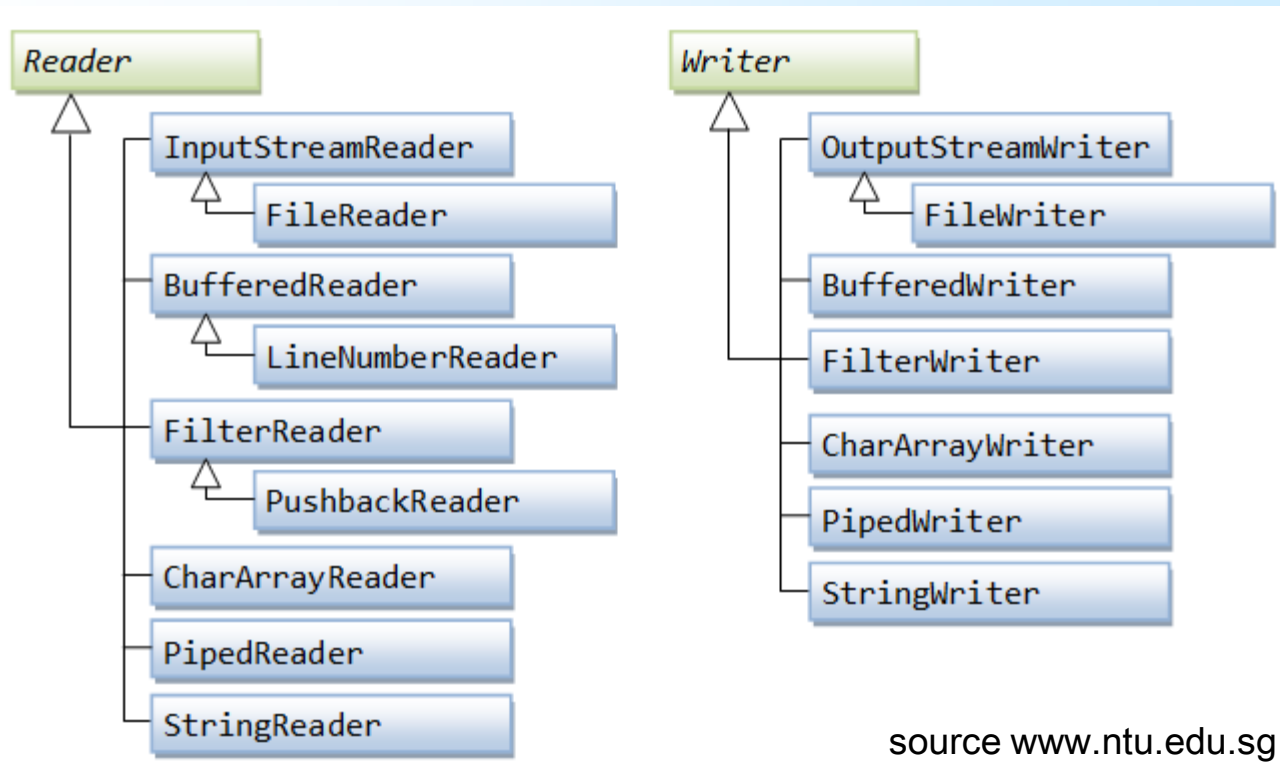 Reader
InputStreamReader
FileReader
BufferedReader
LineNumberReader
FilterReader
PushbackReader
CharArrayReader
PipedReader
StringReader
Writer
OutputStreamWriter
FileWriter
BufferedWriter
FilterWriter
CharArrayWriter
PipedWriter
StringWriter
source www.ntu.edu.sg